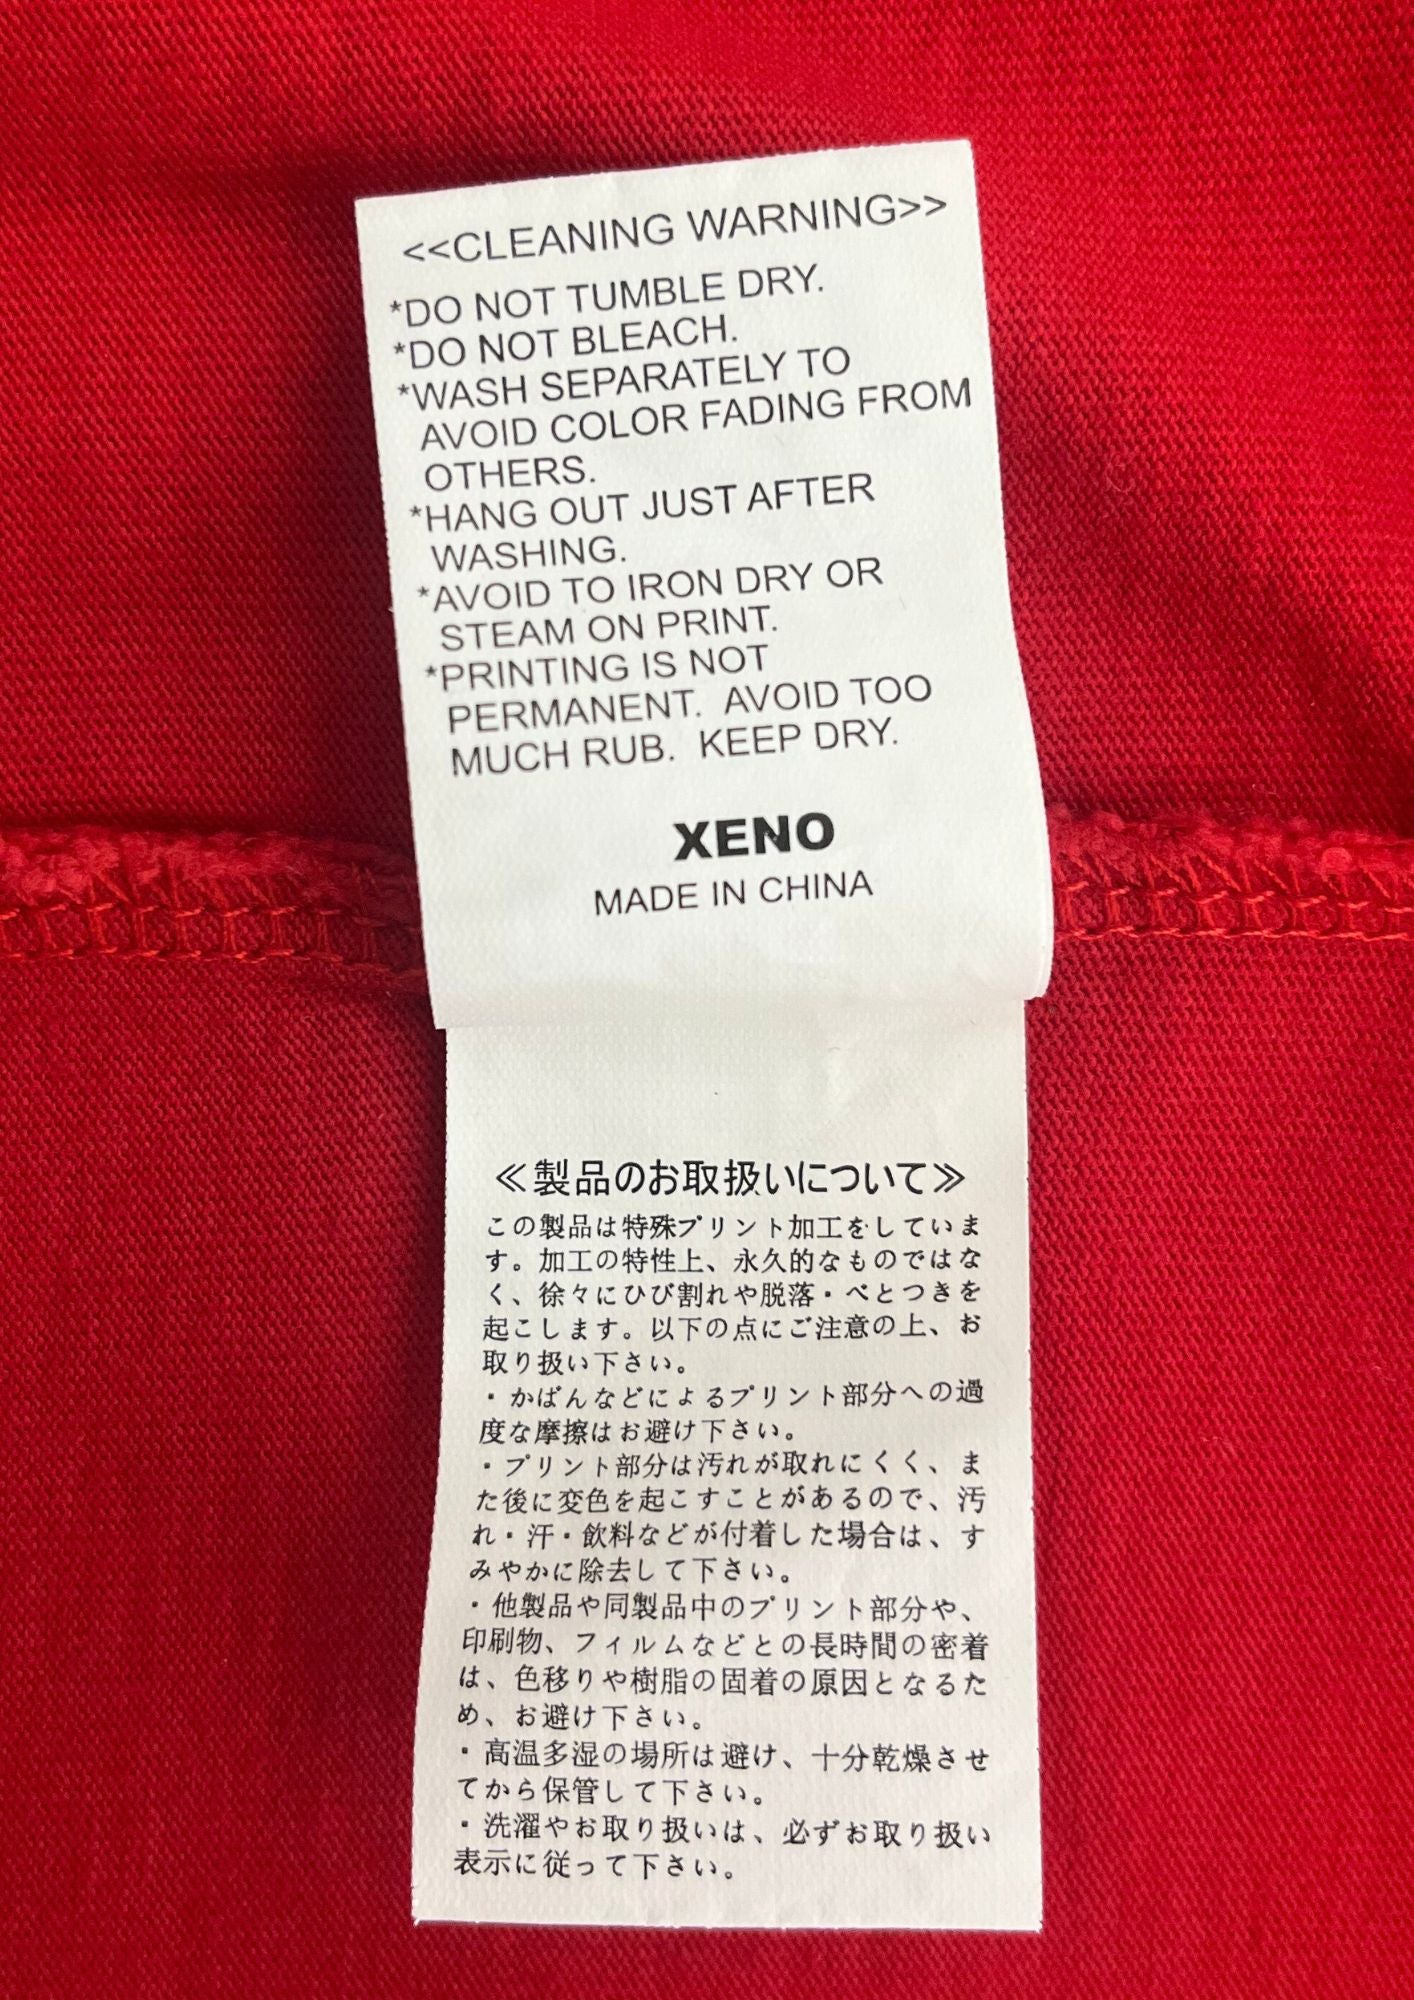 <<CLEANING WARNING>>
*DO NOT TUMBLE DRY.
*DO NOT BLEACH.
*WASH SEPARATELY TO
AVOID COLOR FADING FROM
OTHERS.
*HANG OUT JUST AFTER
WASHING.
*AVOID TO IRON DRY OR
STEAM ON PRINT.
*PRINTING IS NOT
PERMANENT. AVOID TOO
MUCH RUB. KEEP DRY.
XENO
MADE IN CHINA
≪製品のお取扱いについて≫
この製品は特殊プリント加工をしていま
す。加工の特性上、永久的なものではな
く、徐々にひび割れや脱落・べとつきを
起こします。以下の点にご注意の上、お
取り扱い下さい。
・かばんなどによるプリント部分への過
度な摩擦はお避け下さい。
・プリント部分は汚れが取れにくく、ま
た後に変色を起こすことがあるので、汚
れ・汗・飲料などが付着した場合は、す
みやかに除去して下さい。
・他製品や同製品中のプリント部分や、
印刷物、フィルムなどとの長時間の密着
は、色移りや樹脂の固着の原因となるた
め、お避け下さい。
・高温多湿の場所は避け、十分乾燥させ
てから保管して下さい。
・洗濯やお取り扱いは、必ずお取り扱い
表示に従って下さい。